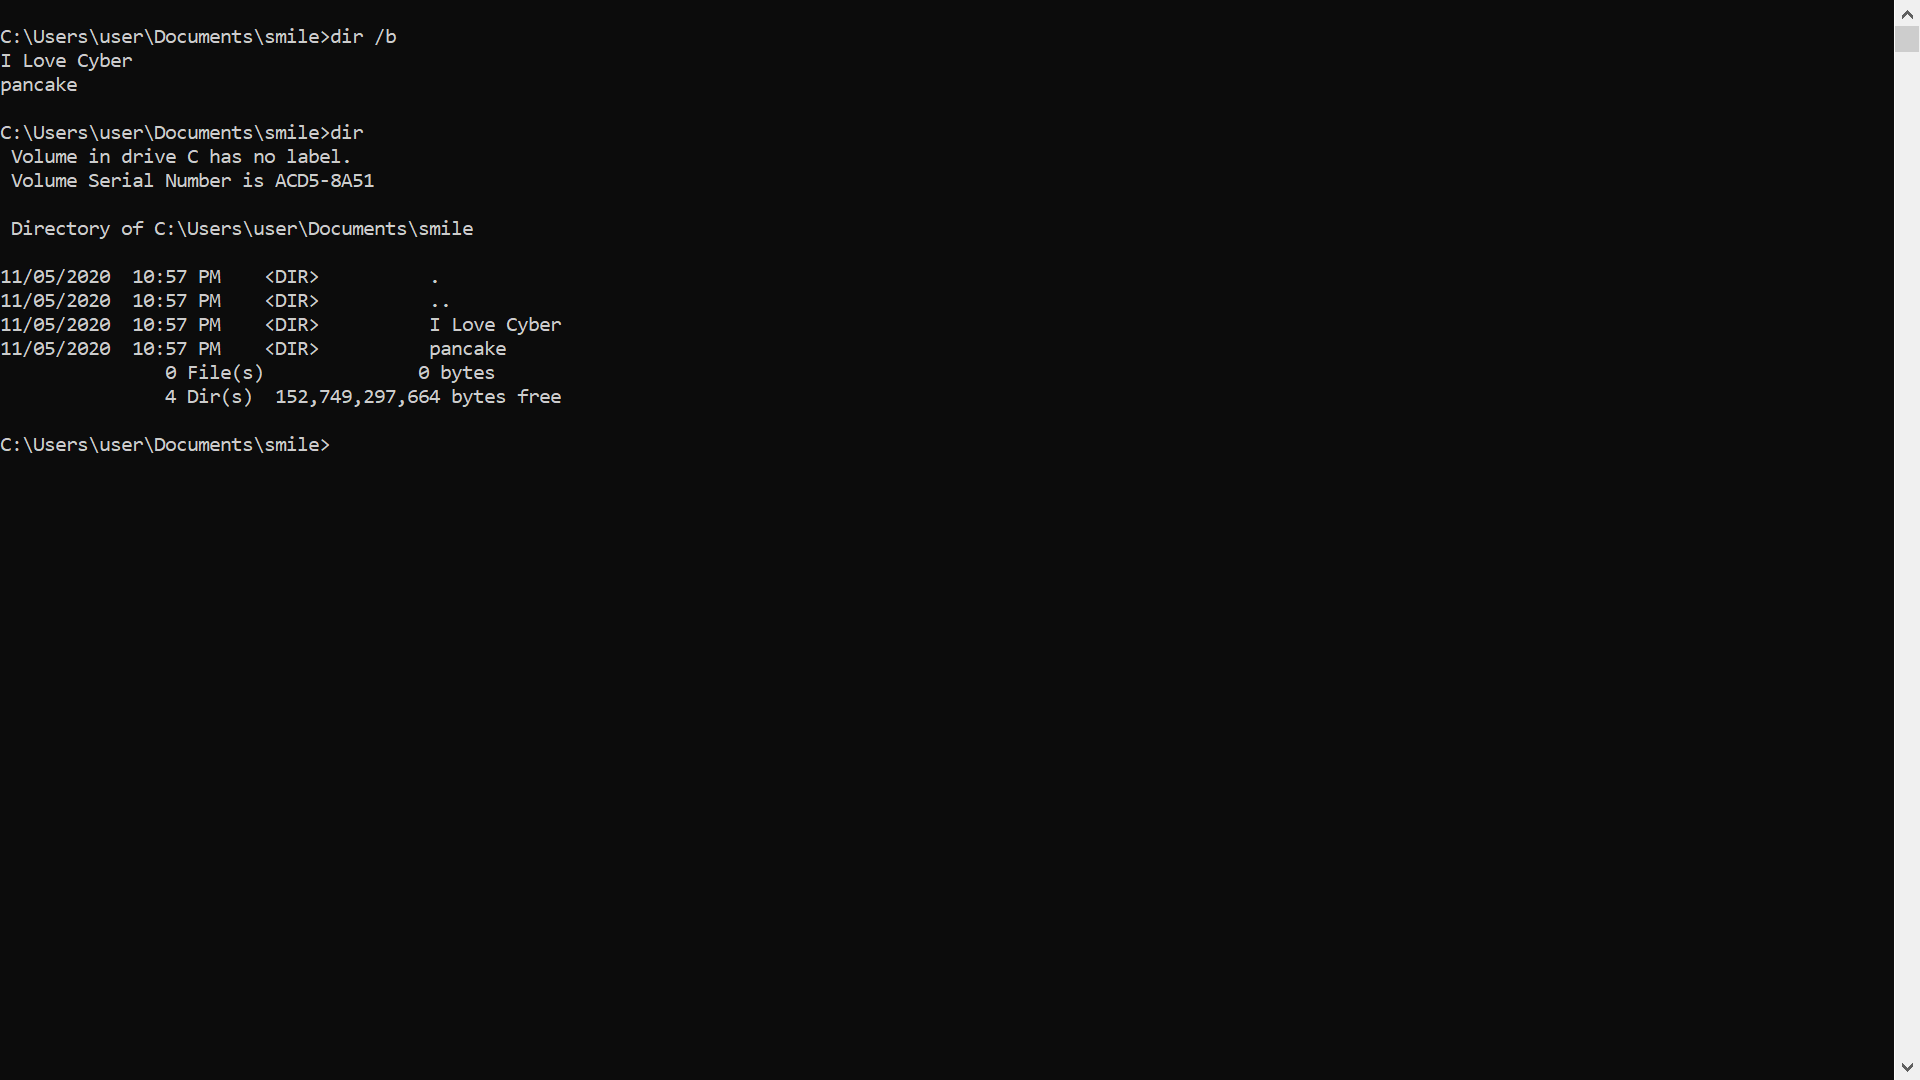 C:\Users\user\Documents\smile>dir /b
I Love Cyber
pancake
C:\Users\user\Documents\smile>dir
 Volume in drive C has no label.
 Volume Serial Number is ACD5-8A51
 Directory of C:\Users\user\Documents\smile
11/05/2020  10:57 PM    <DIR>          .
11/05/2020  10:57 PM    <DIR>          ..
11/05/2020  10:57 PM    <DIR>          I Love Cyber
11/05/2020  10:57 PM    <DIR>          pancake
               0 File(s)              0 bytes
               4 Dir(s)  152,749,297,664 bytes free
C:\Users\user\Documents\smile>